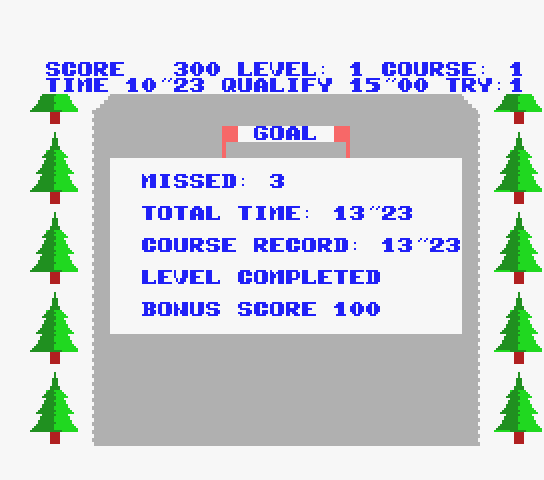 SCORE 300 LEVEL: 1 COURSE: 1
TIME 10″23 QUALIFY 15″00 TRY:1
GOAL
MISSED: 3
TOTAL TIME: 13″23
COURSE RECORD: 13″23
LEVEL COMPLETED
BONUS SCORE 100